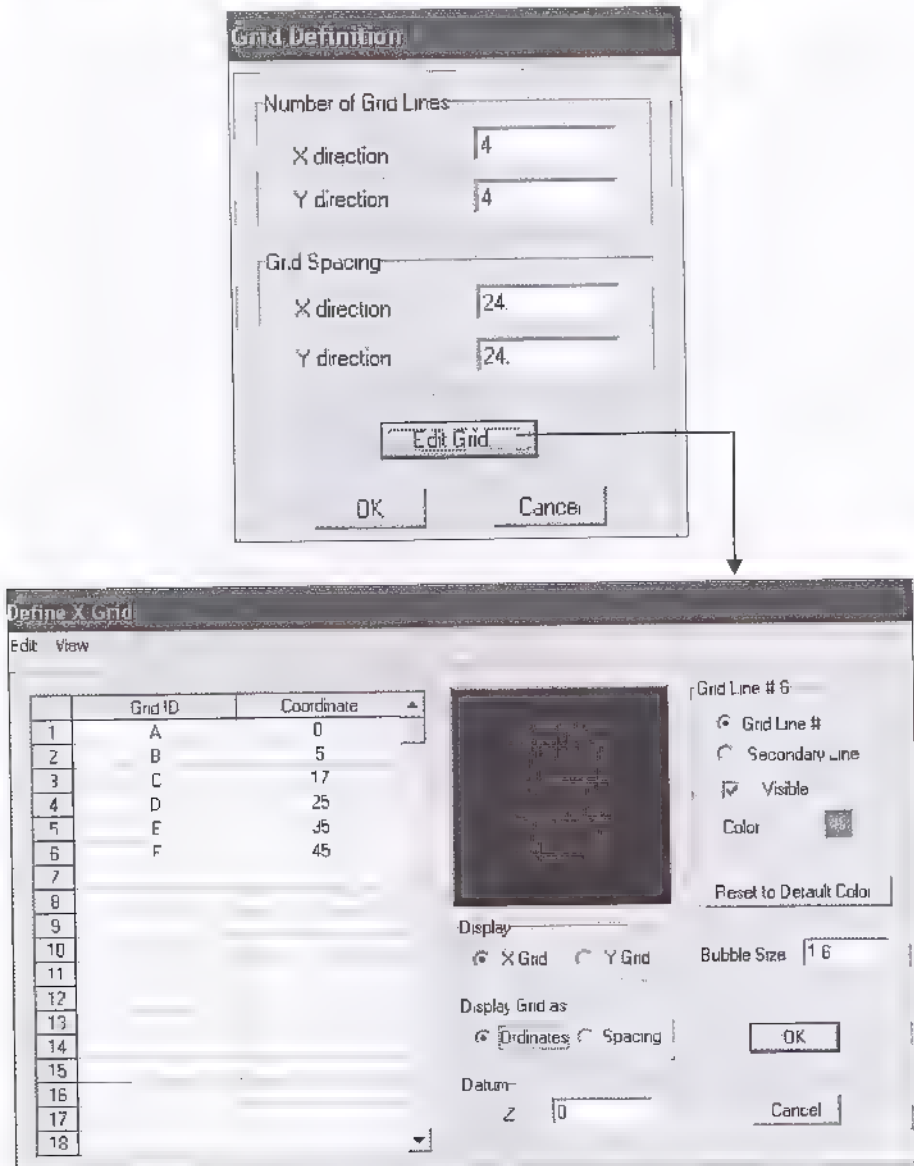 Grid Definition
Number of Grid Lines
X direction 4
Y direction 4
Grid Spacing
X direction 24.
Y direction 24.
Edit Grid
OK Cancel
Define X Grid
Edit View
Grid ID Coordinate
1 A 0
2 B 5
3 C 17
4 D 25
5 E 35
6 F 45
7
8
9
10
11
12
13
14
15
16
17
18
Grid Line # 6
Grid Line #
Secondary Line
Visible
Color
Reset to Default Color
Display
X Grid Y Grid
Bubble Size 1.6
Display Grid as
Ordinates Spacing
OK
Datum
Z 0
Cancel